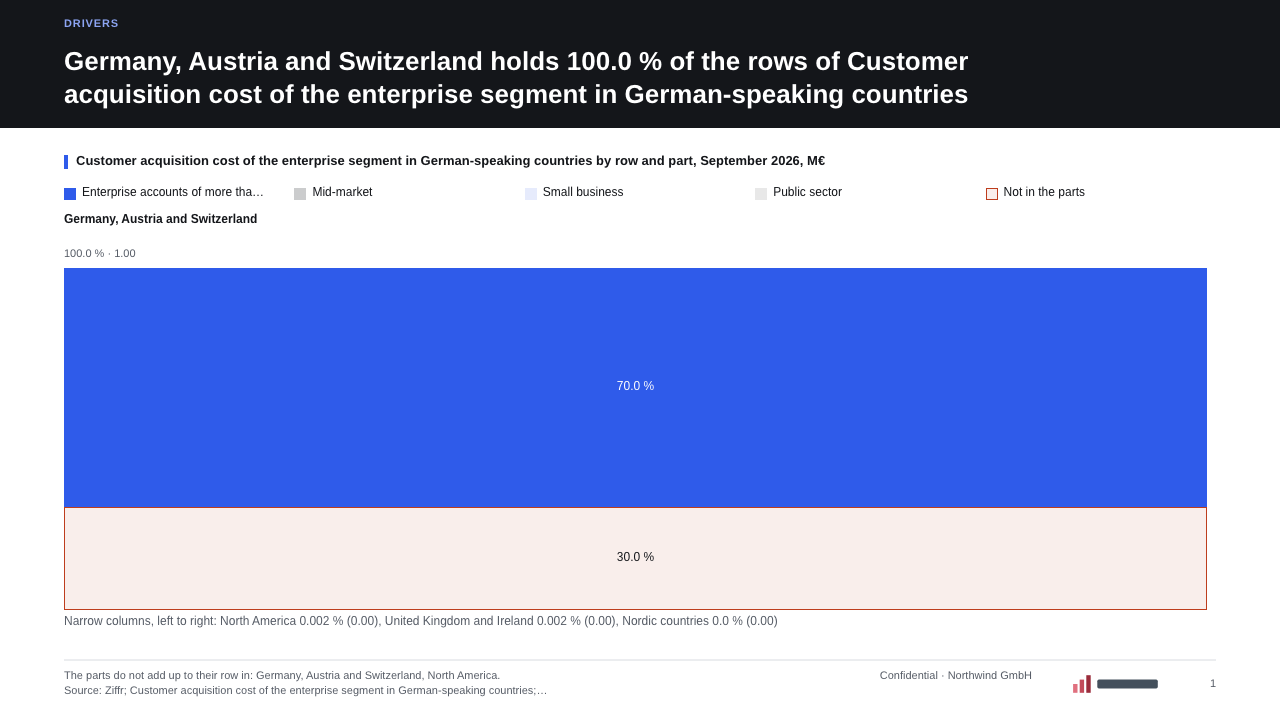 DRIVERS
Germany, Austria and Switzerland holds 100.0 % of the rows of Customer
acquisition cost of the enterprise segment in German-speaking countries
Customer acquisition cost of the enterprise segment in German-speaking countries by row and part, September 2026, M€
Enterprise accounts of more tha… Mid-market Small business Public sector Not in the parts
Germany, Austria and Switzerland
100.0 % · 1.00
70.0 %
30.0 %
Narrow columns, left to right: North America 0.002 % (0.00), United Kingdom and Ireland 0.002 % (0.00), Nordic countries 0.0 % (0.00)
The parts do not add up to their row in: Germany, Austria and Switzerland, North America.
Source: Ziffr; Customer acquisition cost of the enterprise segment in German-speaking countries;…
Confidential · Northwind GmbH
1